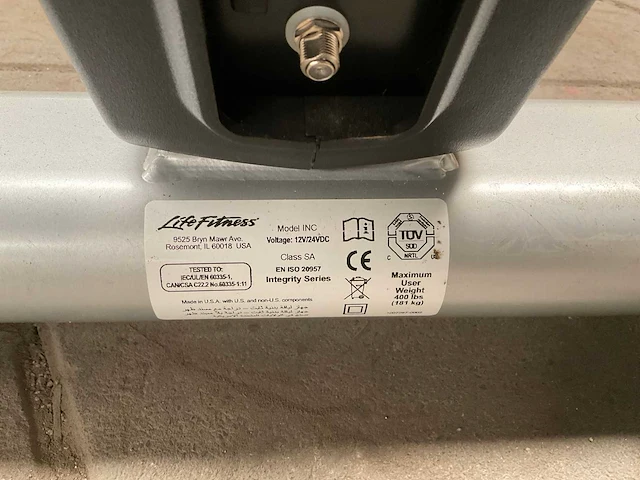 LifeFitness
9525 Bryn Mawr Ave.
Rosemont, IL 60018 USA
TESTED TO:
IEC/UL/EN 60335-1,
CAN/CSA C22.2 No.60335-1:11
Made in U.S.A. with U.S. and non-U.S. components.
Model INC
Voltage: 12V/24VDC
Class SA
EN ISO 20957
Integrity Series
CE
TÜV
SÜD
C NRTL US
Maximum
User
Weight
400 lbs
(181 kg)